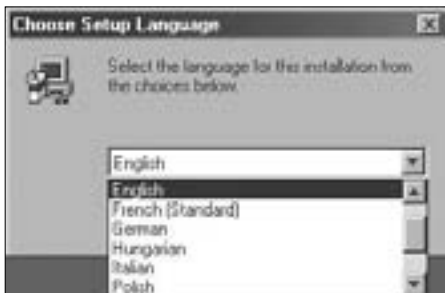 Choose Setup Language
Select the language for this installation from
the choices below.
English
English
French (Standard)
German
Hungarian
Italian
Polish